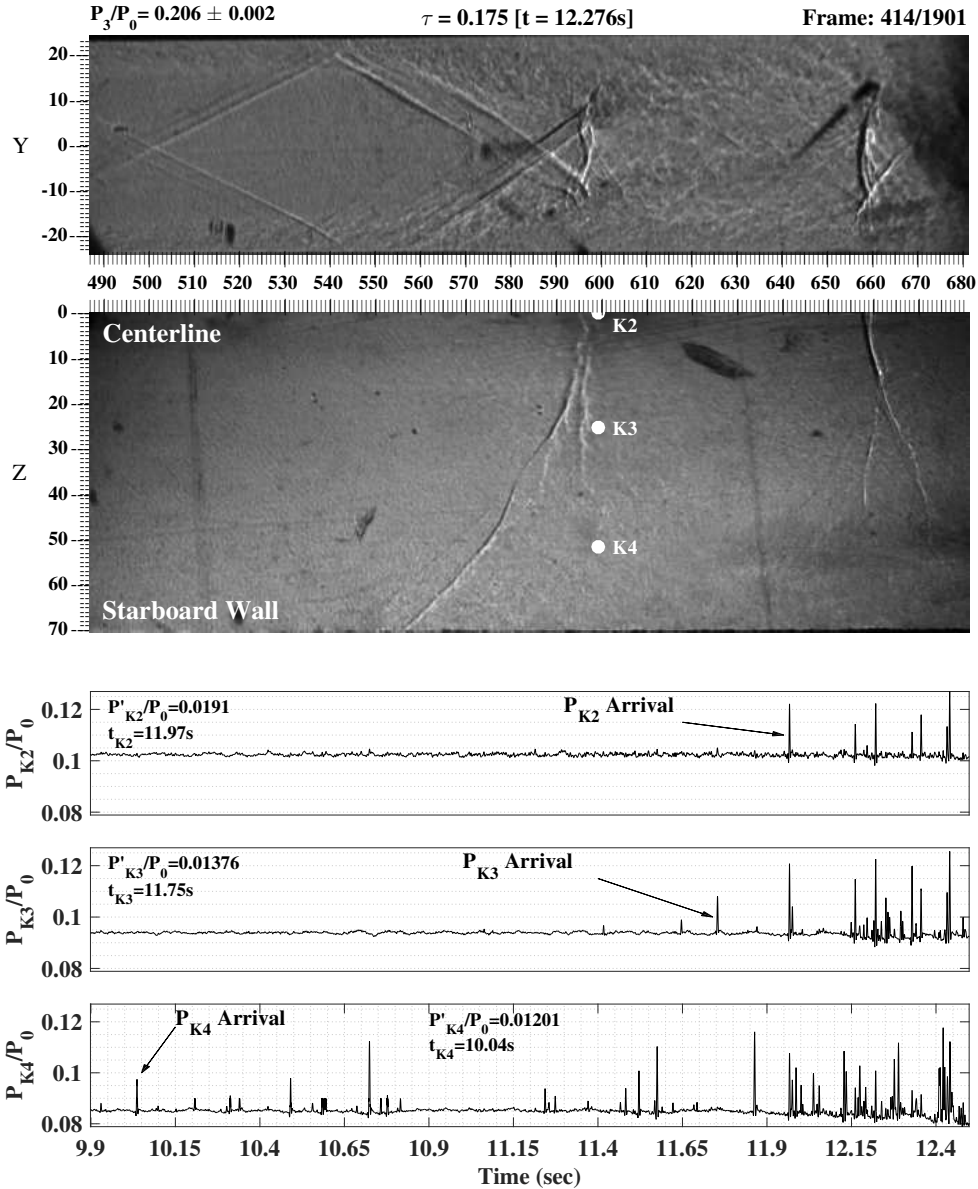 P3/P0 = 0.206 ± 0.002 τ = 0.175 [t = 12.276s] Frame: 414/1901
20
10
Y 0
-10
-20
490 500 510 520 530 540 550 560 570 580 590 600 610 620 630 640 650 660 670 680
0 Centerline K2
10
20
K3
30
Z
40
50 K4
60 Starboard Wall
70
PK2/P0
0.12 P'K2/P0=0.0191 PK2 Arrival
tK2=11.97s
0.1
0.08
PK3/P0
0.12 P'K3/P0=0.01376 PK3 Arrival
tK3=11.75s
0.1
0.08
PK4/P0
0.12 PK4 Arrival P'K4/P0=0.01201
tK4=10.04s
0.1
0.08
9.9 10.15 10.4 10.65 10.9 11.15 11.4 11.65 11.9 12.15 12.4
Time (sec)